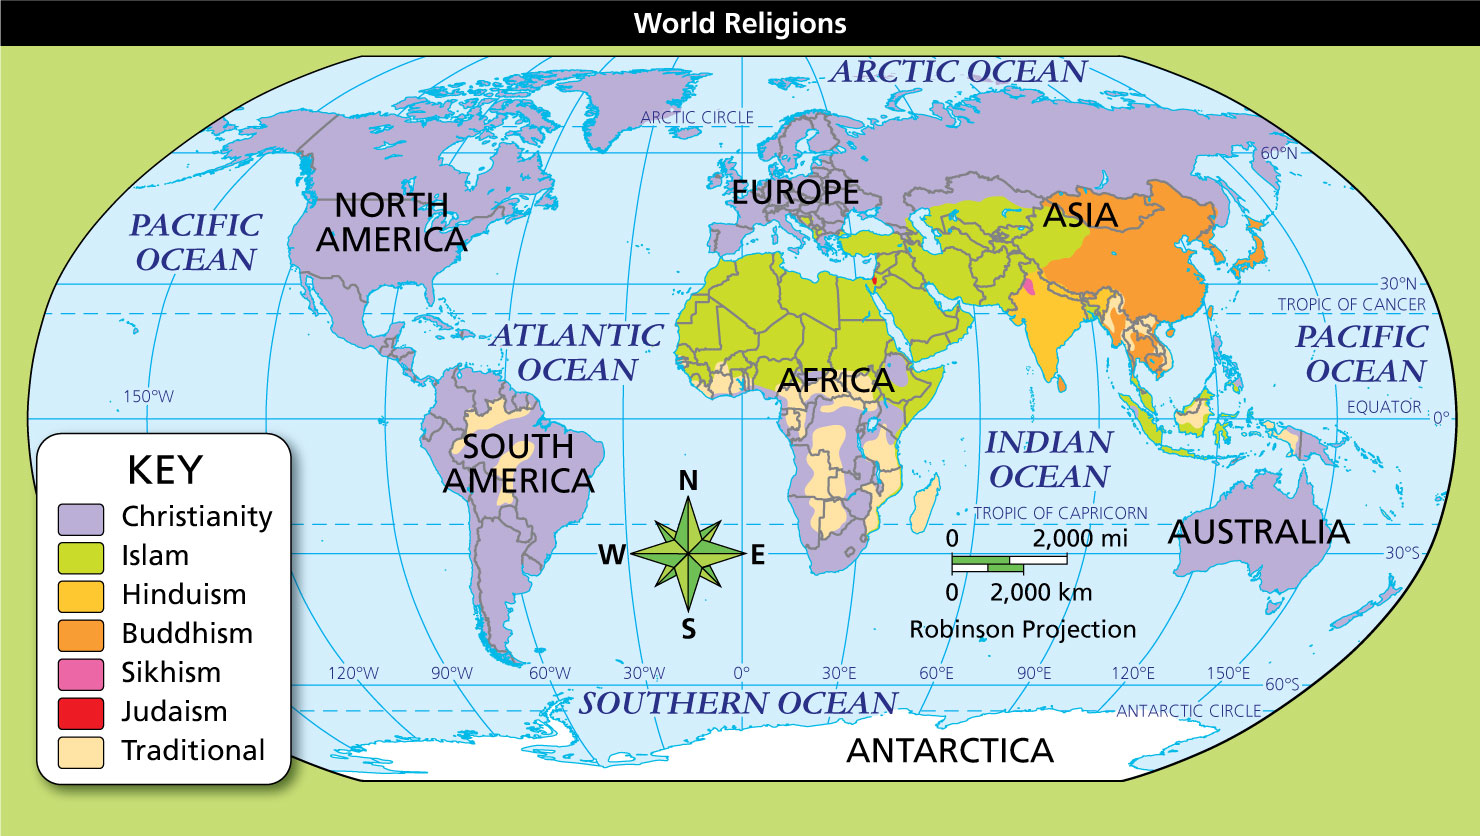 World Religions
ARCTIC OCEAN
ARCTIC CIRCLE
60°N
NORTH
AMERICA
EUROPE
ASIA
PACIFIC
OCEAN
30°N
TROPIC OF CANCER
ATLANTIC
OCEAN
PACIFIC
OCEAN
AFRICA
150°W
EQUATOR
0°
SOUTH
AMERICA
INDIAN
OCEAN
TROPIC OF CAPRICORN
AUSTRALIA
30°S
N
W
E
S
0
2,000 mi
0
2,000 km
Robinson Projection
KEY
Christianity
Islam
Hinduism
Buddhism
Sikhism
Judaism
Traditional
120°W
90°W
60°W
30°W
0°
30°E
60°E
90°E
120°E
150°E
60°S
SOUTHERN OCEAN
ANTARCTIC CIRCLE
ANTARCTICA